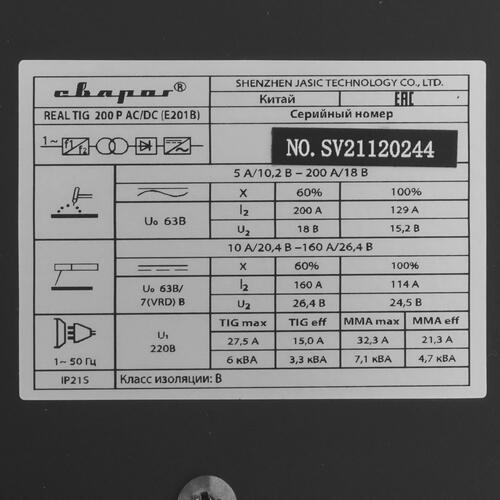 сварог®
REAL TIG 200 P AC/DC (E201B)
SHENZHEN JASIC TECHNOLOGY CO., LTD.
Китай EAC
Серийный номер
1~ f₁ f₂
NO. SV21120244
5 А/10,2 В – 200 А/18 В
X 60% 100%
I₂ 200 А 129 А
U₀ 63В
U₂ 18 В 15,2 В
10 А/20,4 В –160 А/26,4 В
X 60% 100%
U₀ 63В/
7(VRD) В
I₂ 160 А 114 А
U₂ 26,4 В 24,5 В
1~ 50 Гц
U₁
220В
TIG max TIG eff MMA max MMA eff
27,5 А 15,0 А 32,3 А 21,3 А
6 кВА 3,3 кВА 7,1 кВА 4,7 кВА
IP21S Класс изоляции: В